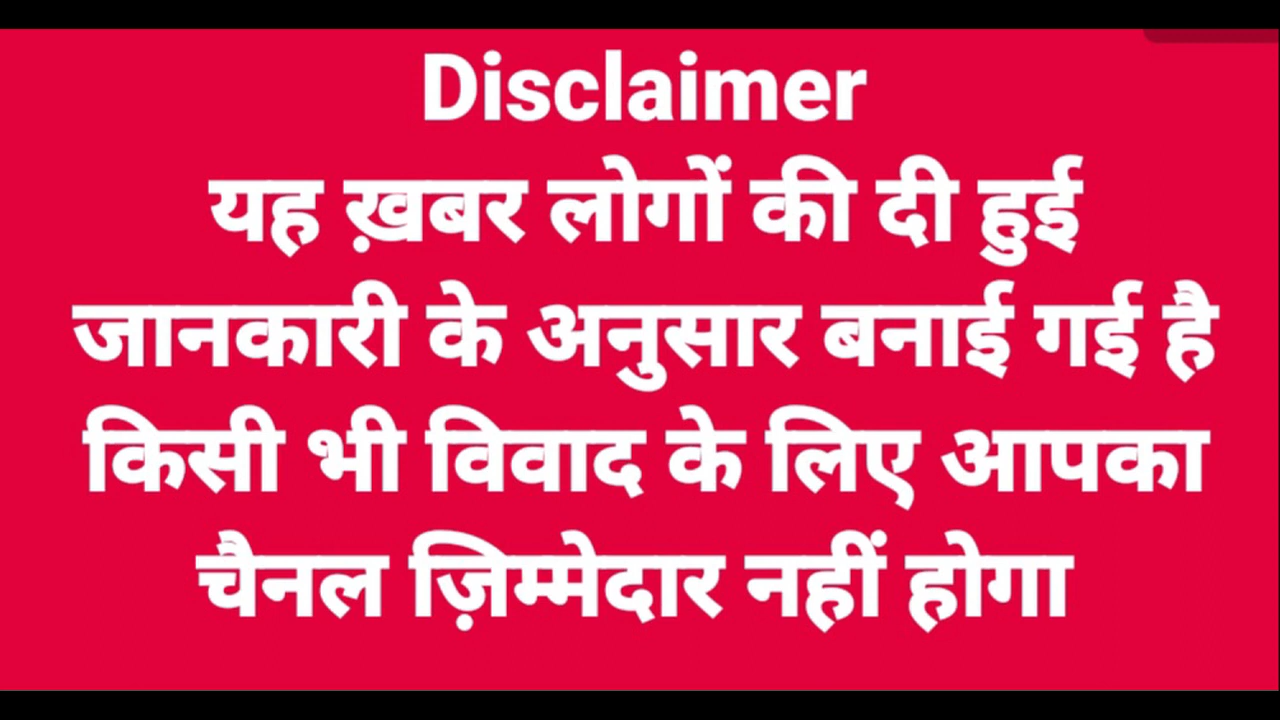 Disclaimer
यह ख़बर लोगों की दी हुई
जानकारी के अनुसार बनाई गई है
किसी भी विवाद के लिए आपका
चैनल ज़िम्मेदार नहीं होगा